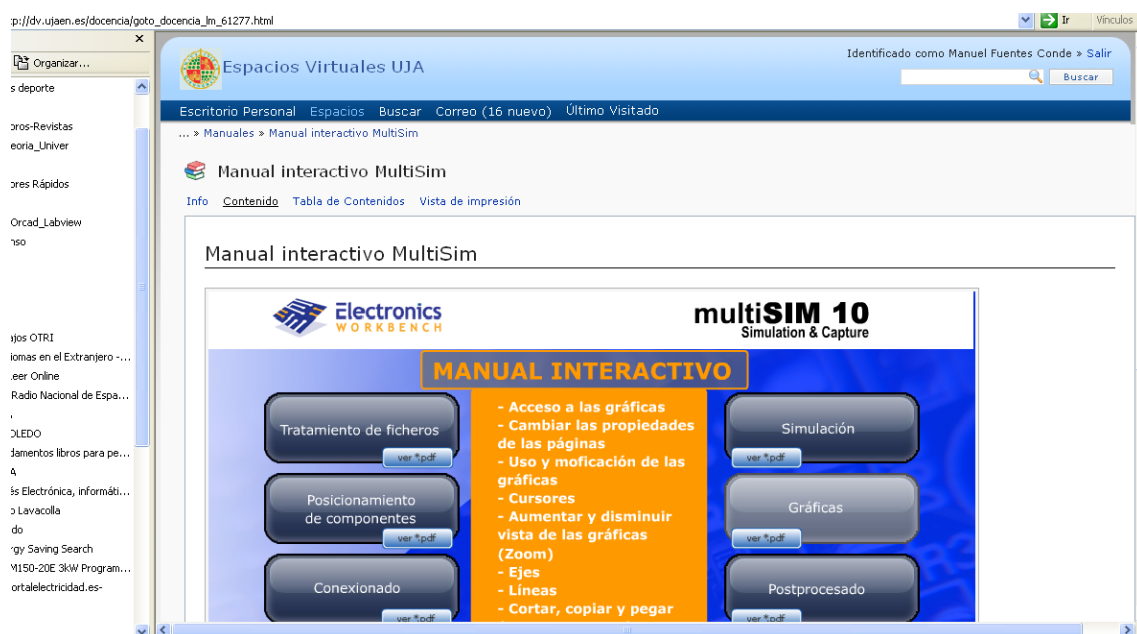 :p://dv.ujaen.es/docencia/goto_docencia_lm_61277.html
Ir
Vínculos
Organizar...
s deporte
oros-Revistas
eoria_Univer
ores Rápidos
Orcad_Labview
nso
ajos OTRI
iomas en el Extranjero -...
eer Online
Radio Nacional de Espa...
OLEDO
damentos libros para pe...
és Electrónica, informáti...
o Lavacolla
do
rgy Saving Search
M150-20E 3kW Program...
ortalelectricidad.es-
Espacios Virtuales UJA
Identificado como Manuel Fuentes Conde » Salir
Buscar
Escritorio Personal Espacios Buscar Correo (16 nuevo) Último Visitado
... » Manuales » Manual interactivo MultiSim
Manual interactivo MultiSim
Info Contenido Tabla de Contenidos Vista de impresión
Manual interactivo MultiSim
Electronics
WORKBENCH
multiSIM 10
Simulation & Capture
MANUAL INTERACTIVO
Tratamiento de ficheros
ver *.pdf
Posicionamiento
de componentes
ver *.pdf
Conexionado
ver *.pdf
- Acceso a las gráficas
- Cambiar las propiedades
de las páginas
- Uso y moficación de las
gráficas
- Cursores
- Aumentar y disminuir
vista de las gráficas
(Zoom)
- Ejes
- Líneas
- Cortar, copiar y pegar
Simulación
ver *.pdf
Gráficas
ver *.pdf
Postprocesado
ver *.pdf